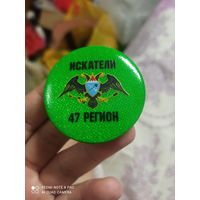 ИСКАТЕЛИ
47 РЕГИОН
REDMI NOTE 8 PRO
AI QUAD CAMERA